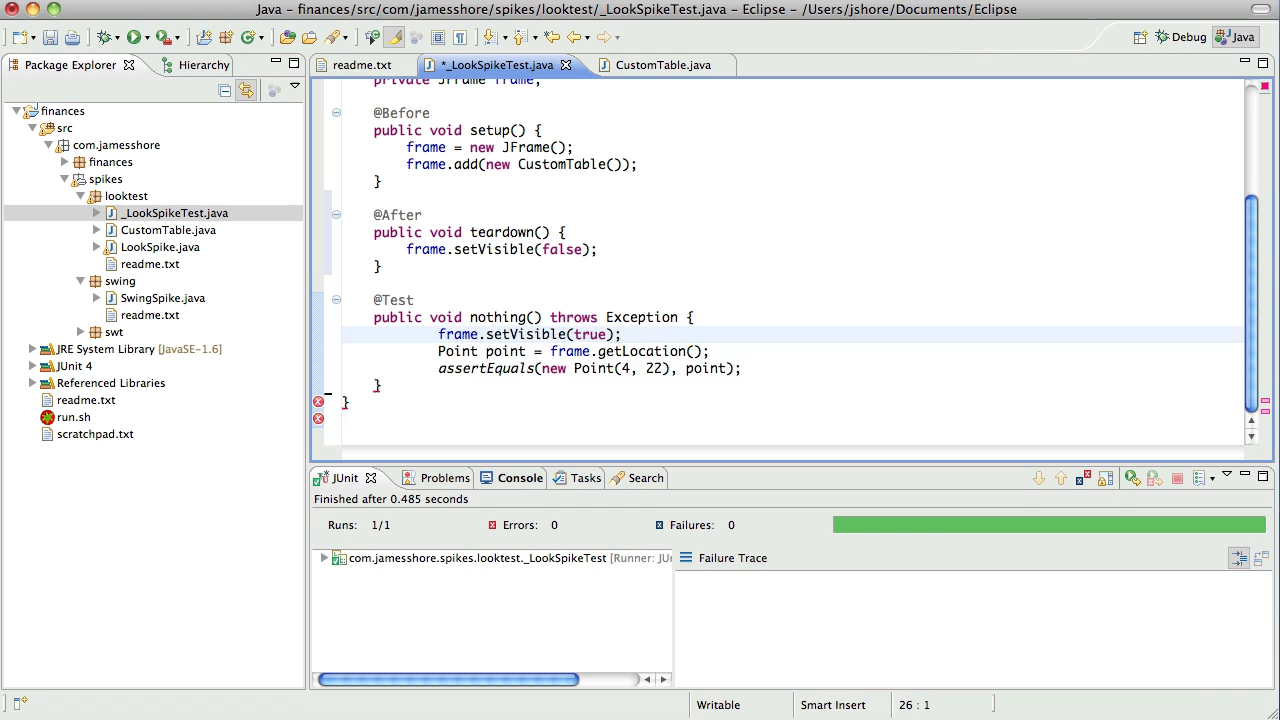 Java - finances/src/com/jamesshore/spikes/looktest/_LookSpikeTest.java - Eclipse - /Users/jshore/Documents/Eclipse
Debug
Java
Package Explorer
Hierarchy
finances
src
com.jamesshore
finances
spikes
looktest
_LookSpikeTest.java
CustomTable.java
LookSpike.java
readme.txt
swing
SwingSpike.java
readme.txt
swt
JRE System Library [JavaSE-1.6]
JUnit 4
Referenced Libraries
readme.txt
run.sh
scratchpad.txt
readme.txt
*_LookSpikeTest.java
CustomTable.java
private JFrame frame;
@Before
public void setup() {
frame = new JFrame();
frame.add(new CustomTable());
}
@After
public void teardown() {
frame.setVisible(false);
}
@Test
public void nothing() throws Exception {
frame.setVisible(true);
Point point = frame.getLocation();
assertEquals(new Point(4, 22), point);
}
}
JUnit
Problems
Console
Tasks
Search
Finished after 0.485 seconds
Runs: 1/1
Errors: 0
Failures: 0
com.jamesshore.spikes.looktest._LookSpikeTest [Runner: JU
Failure Trace
Writable
Smart Insert
26 : 1